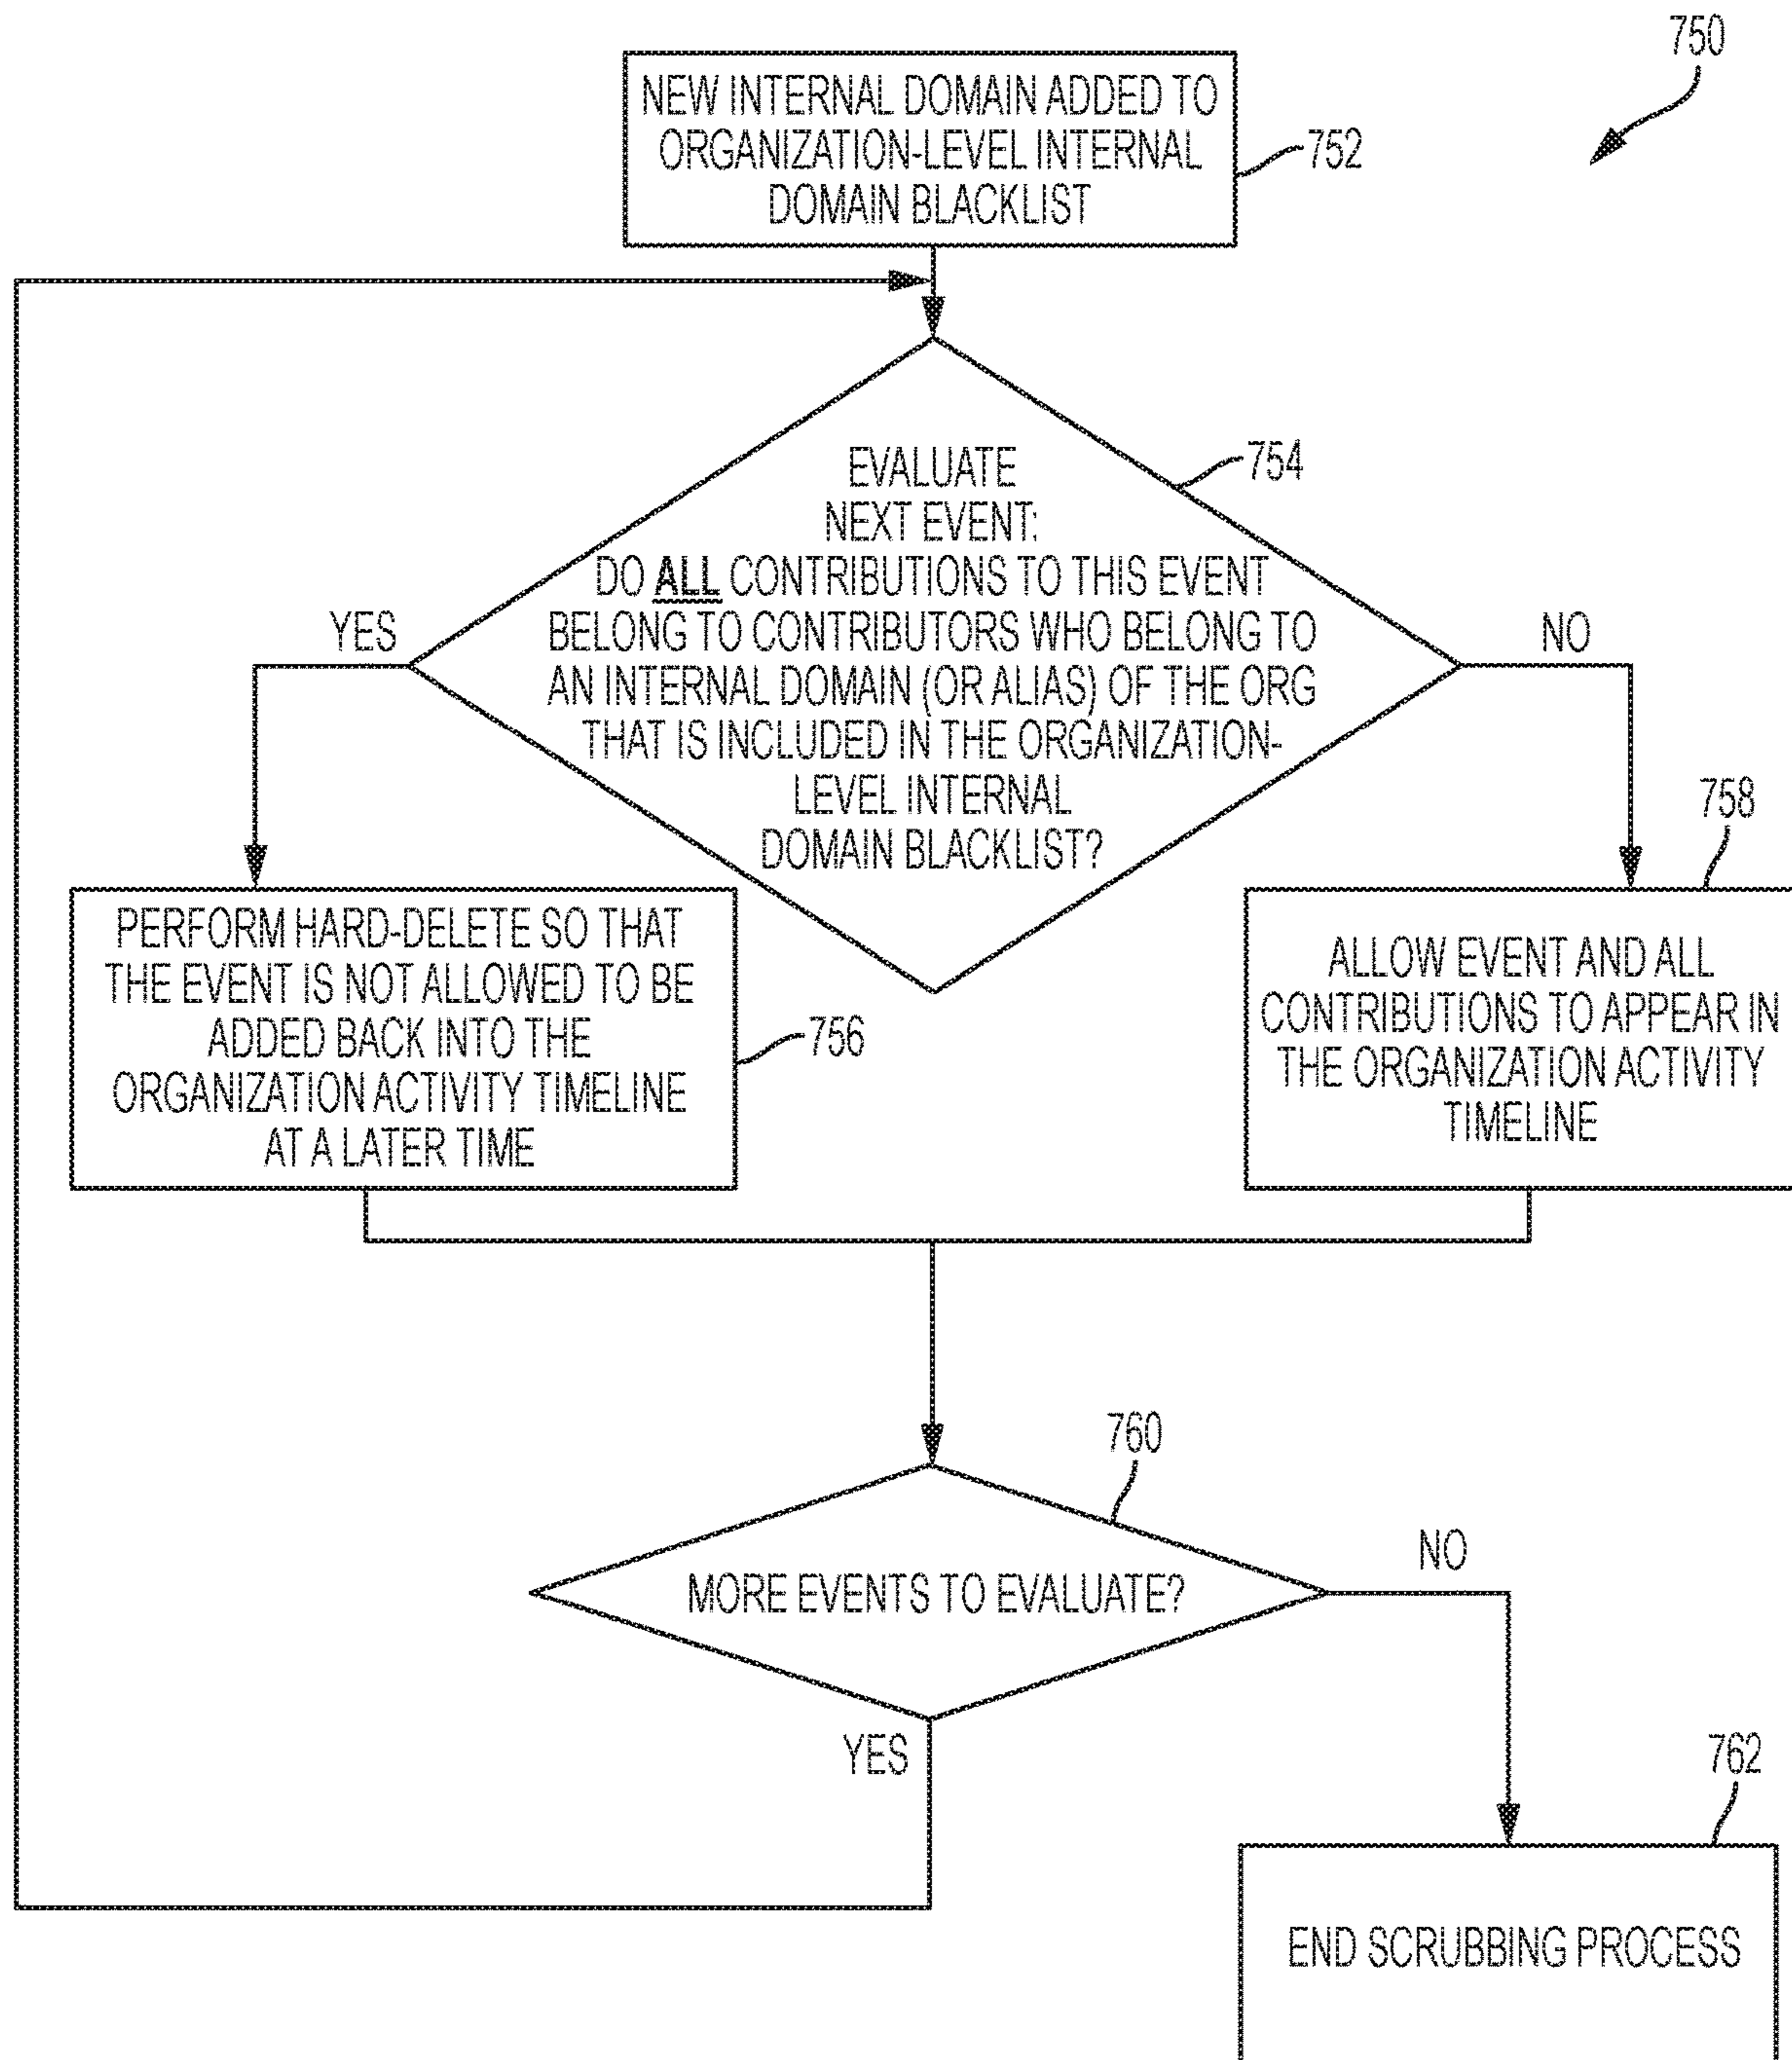 750
NEW INTERNAL DOMAIN ADDED TO
ORGANIZATION-LEVEL INTERNAL
DOMAIN BLACKLIST
752
EVALUATE
NEXT EVENT:
DO ALL CONTRIBUTIONS TO THIS EVENT
BELONG TO CONTRIBUTORS WHO BELONG TO
AN INTERNAL DOMAIN (OR ALIAS) OF THE ORG
THAT IS INCLUDED IN THE ORGANIZATION-
LEVEL INTERNAL
DOMAIN BLACKLIST?
754
YES
NO
PERFORM HARD-DELETE SO THAT
THE EVENT IS NOT ALLOWED TO BE
ADDED BACK INTO THE
ORGANIZATION ACTIVITY TIMELINE
AT A LATER TIME
756
758
ALLOW EVENT AND ALL
CONTRIBUTIONS TO APPEAR IN
THE ORGANIZATION ACTIVITY
TIMELINE
760
MORE EVENTS TO EVALUATE?
NO
YES
762
END SCRUBBING PROCESS